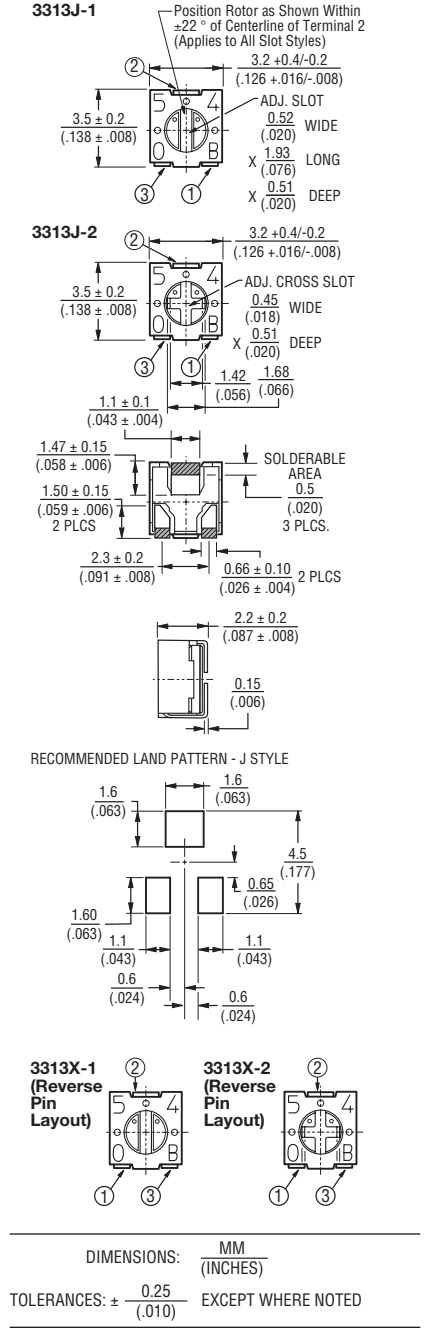 3313J-1
Position Rotor as Shown Within
±22 ° of Centerline of Terminal 2
(Applies to All Slot Styles)
2
3.2 +0.4/-0.2
(.126 +.016/-.008)
5 4
ADJ. SLOT
3.5 ± 0.2
(.138 ± .008)
0.52
(.020) WIDE
0 B
X 1.93
(.076) LONG
X 0.51
(.020) DEEP
3 1
3313J-2
2
3.2 +0.4/-0.2
(.126 +.016/-.008)
5 4
ADJ. CROSS SLOT
3.5 ± 0.2
(.138 ± .008)
0.45
(.018) WIDE
0 B
X 0.51
(.020) DEEP
3 1
1.42
(.056)
1.68
(.066)
1.1 ± 0.1
(.043 ± .004)
1.47 ± 0.15
(.058 ± .006)
SOLDERABLE
AREA
0.5
(.020)
3 PLCS.
1.50 ± 0.15
(.059 ± .006)
2 PLCS
2.3 ± 0.2
(.091 ± .008)
0.66 ± 0.10
(.026 ± .004) 2 PLCS
2.2 ± 0.2
(.087 ± .008)
0.15
(.006)
RECOMMENDED LAND PATTERN - J STYLE
1.6
(.063)
1.6
(.063)
4.5
(.177)
0.65
(.026)
1.60
(.063)
1.1
(.043)
1.1
(.043)
0.6
(.024)
0.6
(.024)
3313X-1
(Reverse
Pin
Layout)
2
5 4
0 B
1 3
3313X-2
(Reverse
Pin
Layout)
2
5 4
0 B
1 3
DIMENSIONS: MM
(INCHES)
TOLERANCES: ± 0.25
(.010) EXCEPT WHERE NOTED